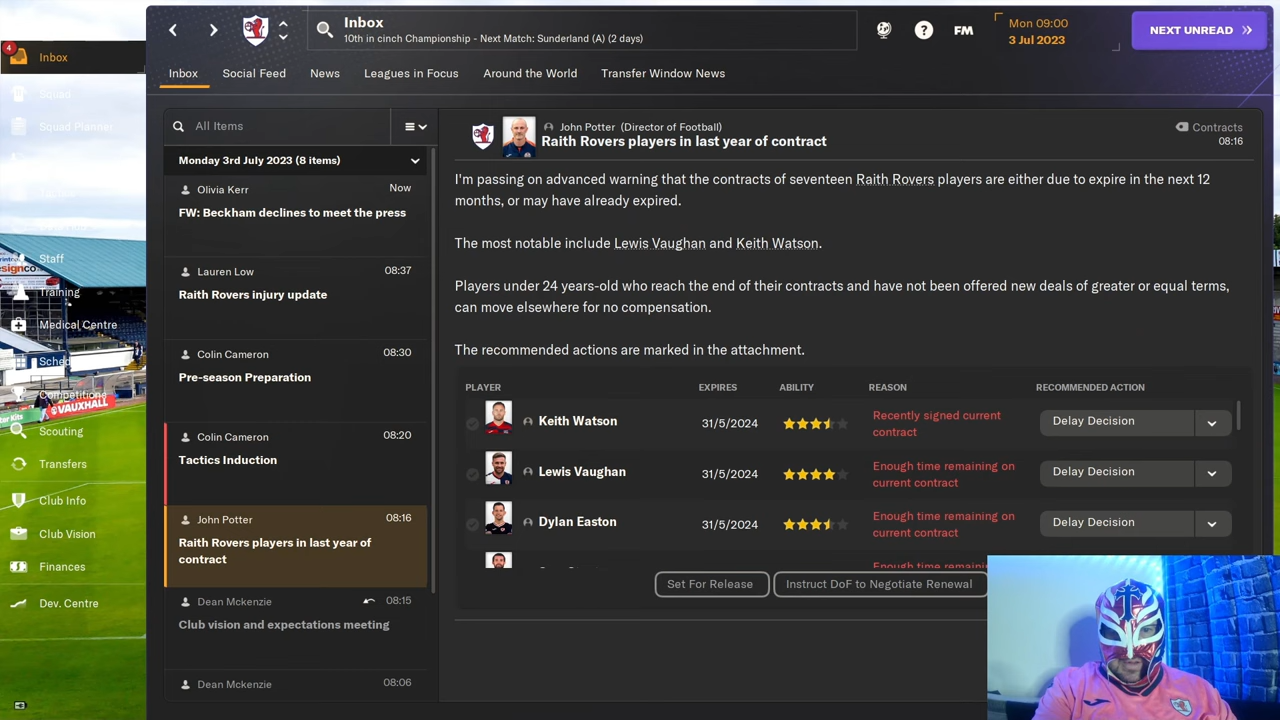 Inbox
10th in cinch Championship - Next Match: Sunderland (A) (2 days)
?
FM
Mon 09:00
3 Jul 2023
NEXT UNREAD
4
Inbox
Squad
Squad Planner
Staff
Training
Medical Centre
Sched
Competitions
Scouting
Transfers
Club Info
Club Vision
Finances
Dev. Centre
VAUXHALL
Inbox
Social Feed
News
Leagues in Focus
Around the World
Transfer Window News
All Items
Monday 3rd July 2023 (8 items)
Olivia Kerr Now
FW: Beckham declines to meet the press
Lauren Low 08:37
Raith Rovers injury update
Colin Cameron 08:30
Pre-season Preparation
Colin Cameron 08:20
Tactics Induction
John Potter 08:16
Raith Rovers players in last year of
contract
Dean Mckenzie 08:15
Club vision and expectations meeting
Dean Mckenzie 08:06
John Potter (Director of Football)
Raith Rovers players in last year of contract
Contracts
08:16
I'm passing on advanced warning that the contracts of seventeen Raith Rovers players are either due to expire in the next 12
months, or may have already expired.
The most notable include Lewis Vaughan and Keith Watson.
Players under 24 years-old who reach the end of their contracts and have not been offered new deals of greater or equal terms,
can move elsewhere for no compensation.
The recommended actions are marked in the attachment.
PLAYER EXPIRES ABILITY REASON RECOMMENDED ACTION
Keith Watson 31/5/2024 Recently signed current
contract Delay Decision
Lewis Vaughan 31/5/2024 Enough time remaining on
current contract Delay Decision
Dylan Easton 31/5/2024 Enough time remaining on
current contract Delay Decision
Enough time remaining on
Set For Release
Instruct DoF to Negotiate Renewal